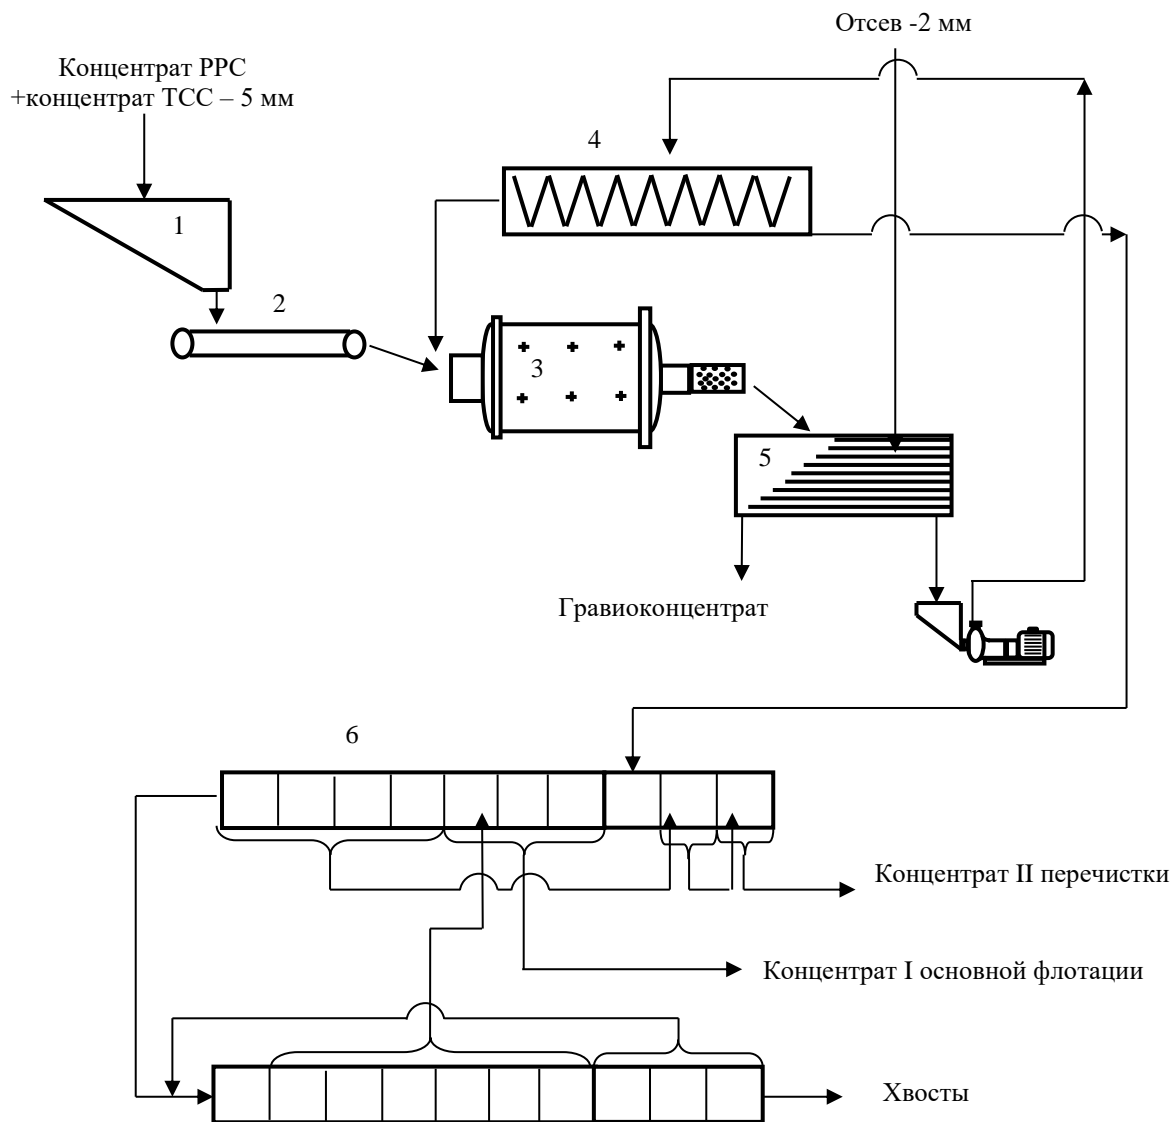 Отсев -2 мм
Концентрат РРС
+концентрат ТСС – 5 мм
4
1
2
3
5
Гравиоконцентрат
6
Концентрат II перечистки
Концентрат I основной флотации
Хвосты